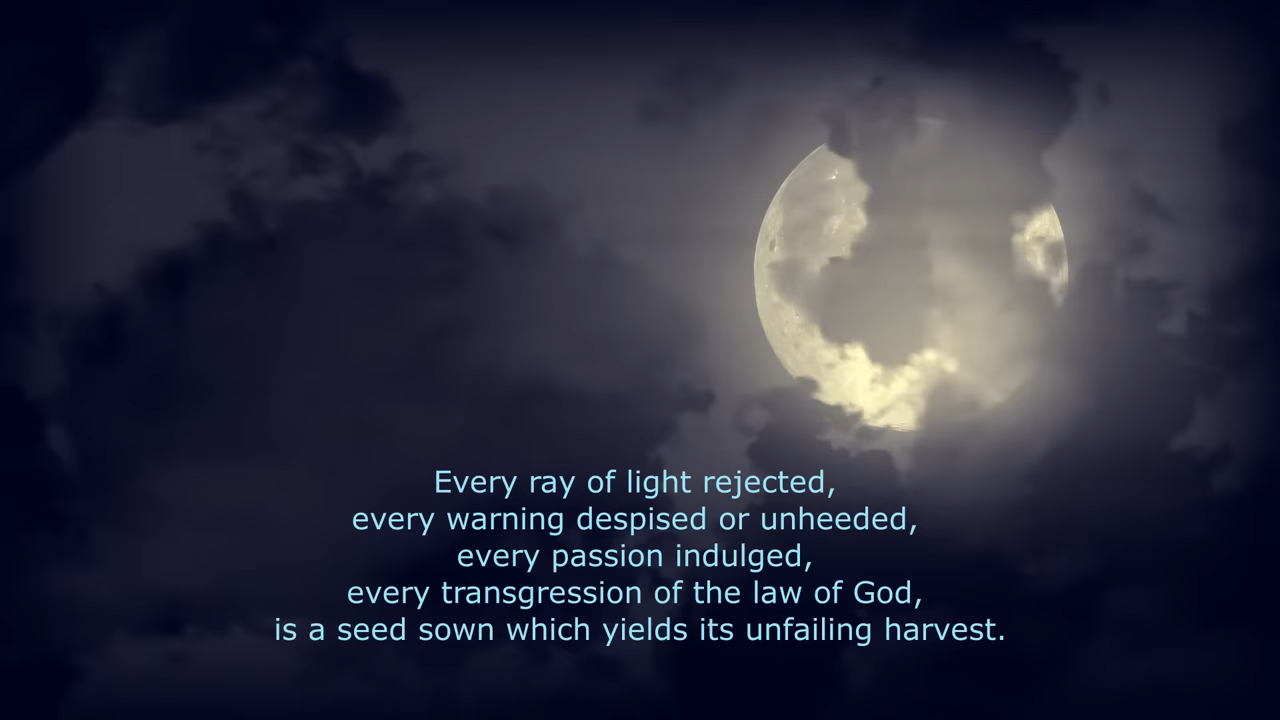 Every ray of light rejected,
every warning despised or unheeded,
every passion indulged,
every transgression of the law of God,
is a seed sown which yields its unfailing harvest.